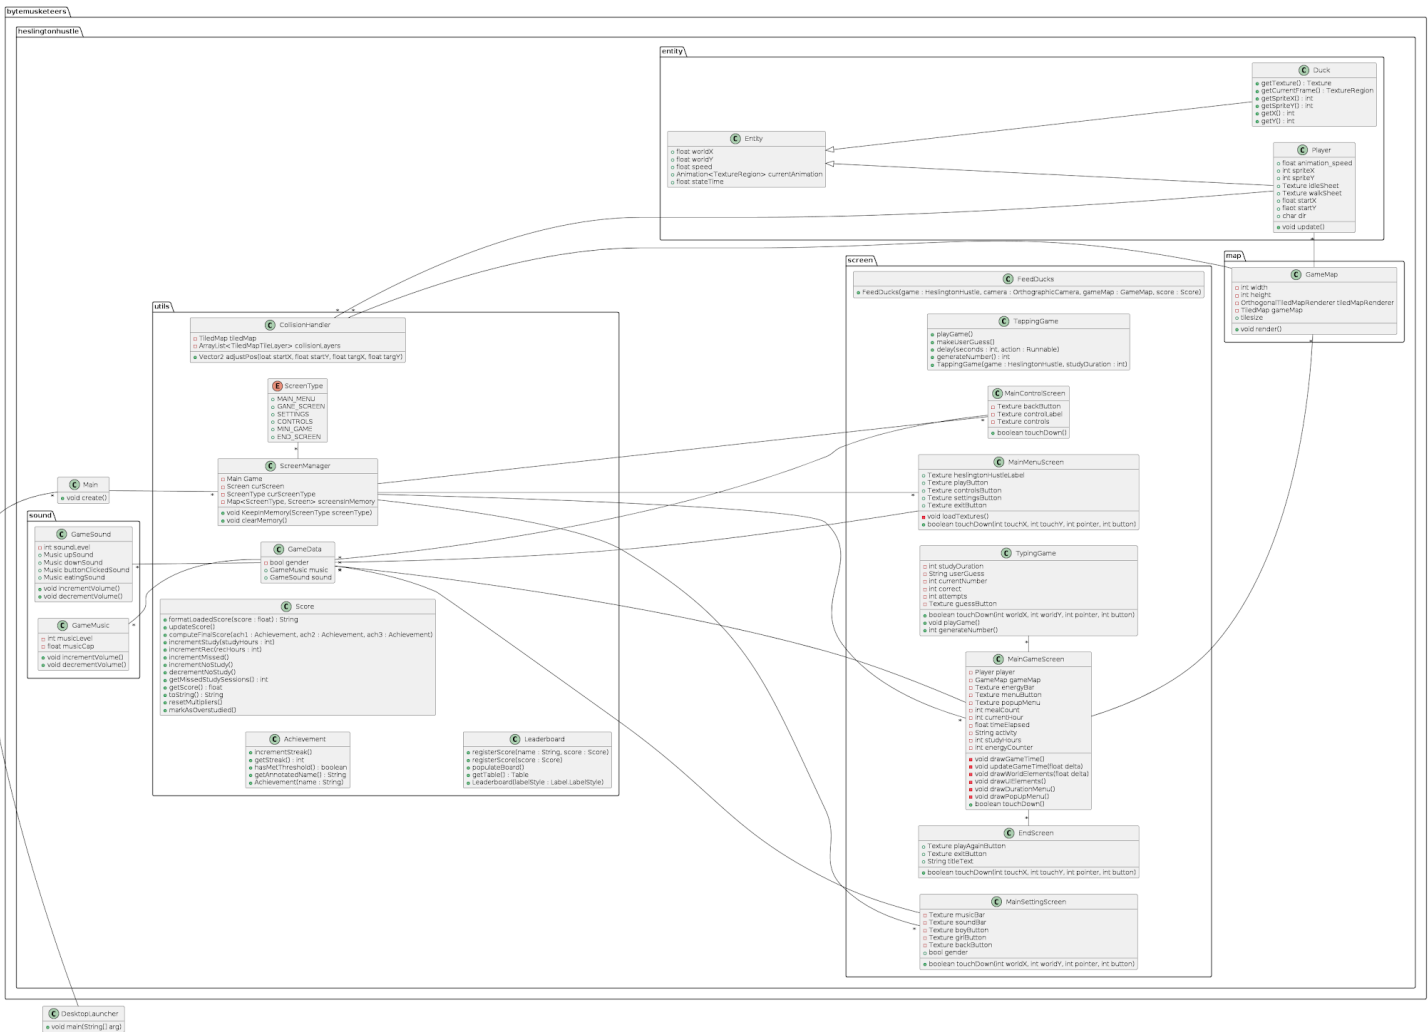 bytemusketeers
heslingtonhustle
entity
Duck
getTexture() : Texture
getCurrentFrame() : TextureRegion
getSpriteX() : int
getSpriteY() : int
getX() : int
getY() : int
Entity
float worldX
float worldY
float speed
Animation<TextureRegion> currentAnimation
float stateTime
Player
float animation_speed
int spriteX
int spriteY
Texture idleSheet
Texture walkSheet
float startX
float startY
char dir
void update()
map
GameMap
int width
int height
OrthogonalTiledMapRenderer tiledMapRenderer
TiledMap gameMap
tilesize
void render()
screen
FeedDucks
FeedDucks(game : HeslingtonHustle, camera : OrthographicCamera, gameMap : GameMap, score : Score)
TappingGame
playGame()
makeUserGuess()
delay(seconds : int, action : Runnable)
generateNumber() : int
TappingGame(game : HeslingtonHustle, studyDuration : int)
MainControlScreen
Texture backButton
Texture controlLabel
Texture controls
boolean touchDown()
MainMenuScreen
Texture heslingtonHustleLabel
Texture playButton
Texture controlsButton
Texture settingsButton
Texture exitButton
void loadTextures()
boolean touchDown(int touchX, int touchY, int pointer, int button)
TypingGame
int studyDuration
String userGuess
int currentNumber
int correct
int attempts
Texture guessButton
boolean touchDown(int worldX, int worldY, int pointer, int button)
void playGame()
int generateNumber()
MainGameScreen
Player player
GameMap gameMap
Texture energyBar
Texture menuButton
Texture popupMenu
int mealCount
int currentHour
float timeElapsed
String activity
int studyHours
int energyCounter
void drawGameTime()
void updateGameTime(float delta)
void drawWorldElements(float delta)
void drawUIElements()
void drawDurationMenu()
void drawPopUpMenu()
boolean touchDown()
EndScreen
Texture playAgainButton
Texture exitButton
String titleText
boolean touchDown(int touchX, int touchY, int pointer, int button)
MainSettingScreen
Texture musicBar
Texture soundBar
Texture boyButton
Texture girlButton
Texture backButton
bool gender
boolean touchDown(int worldX, int worldY, int pointer, int button)
utils
CollisionHandler
TiledMap tiledMap
ArrayList<TiledMapTileLayer> collisionLayers
Vector2 adjustPos(float startX, float startY, float targX, float targY)
ScreenType
MAIN_MENU
GANE_SCREEN
SETTINGS
CONTROLS
MINI_GAME
END_SCREEN
ScreenManager
Main Game
Screen curScreen
ScreenType curScreenType
Map<ScreenType, Screen> screensInMemory
void KeepInMemory(ScreenType screenType)
void clearMemory()
GameData
bool gender
GameMusic music
GameSound sound
Score
formatLoadedScore(score : float) : String
updateScore()
computeFinalScore(ach1 : Achievement, ach2 : Achievement, ach3 : Achievement)
incrementStudy(studyHours : int)
incrementRec(recHours : int)
incrementMissed()
incrementNoStudy()
decrementNoStudy()
getMissedStudySessions() : int
getScore() : float
toString() : String
resetMultipliers()
markAsOverstudied()
Achievement
incrementStreak()
getStreak() : int
hasMetThreshold() : boolean
getAnnotatedName() : String
Achievement(name : String)
Leaderboard
registerScore(name : String, score : Score)
registerScore(score : Score)
populateBoard()
getTable() : Table
Leaderboard(labelStyle : Label.LabelStyle)
Main
void create()
sound
GameSound
int soundLevel
Music upSound
Music downSound
Music buttonClickedSound
Music eatingSound
void incrementVolume()
void decrementVolume()
GameMusic
int musicLevel
float musicCap
void incrementVolume()
void decrementVolume()
DesktopLauncher
void main(String[] arg)